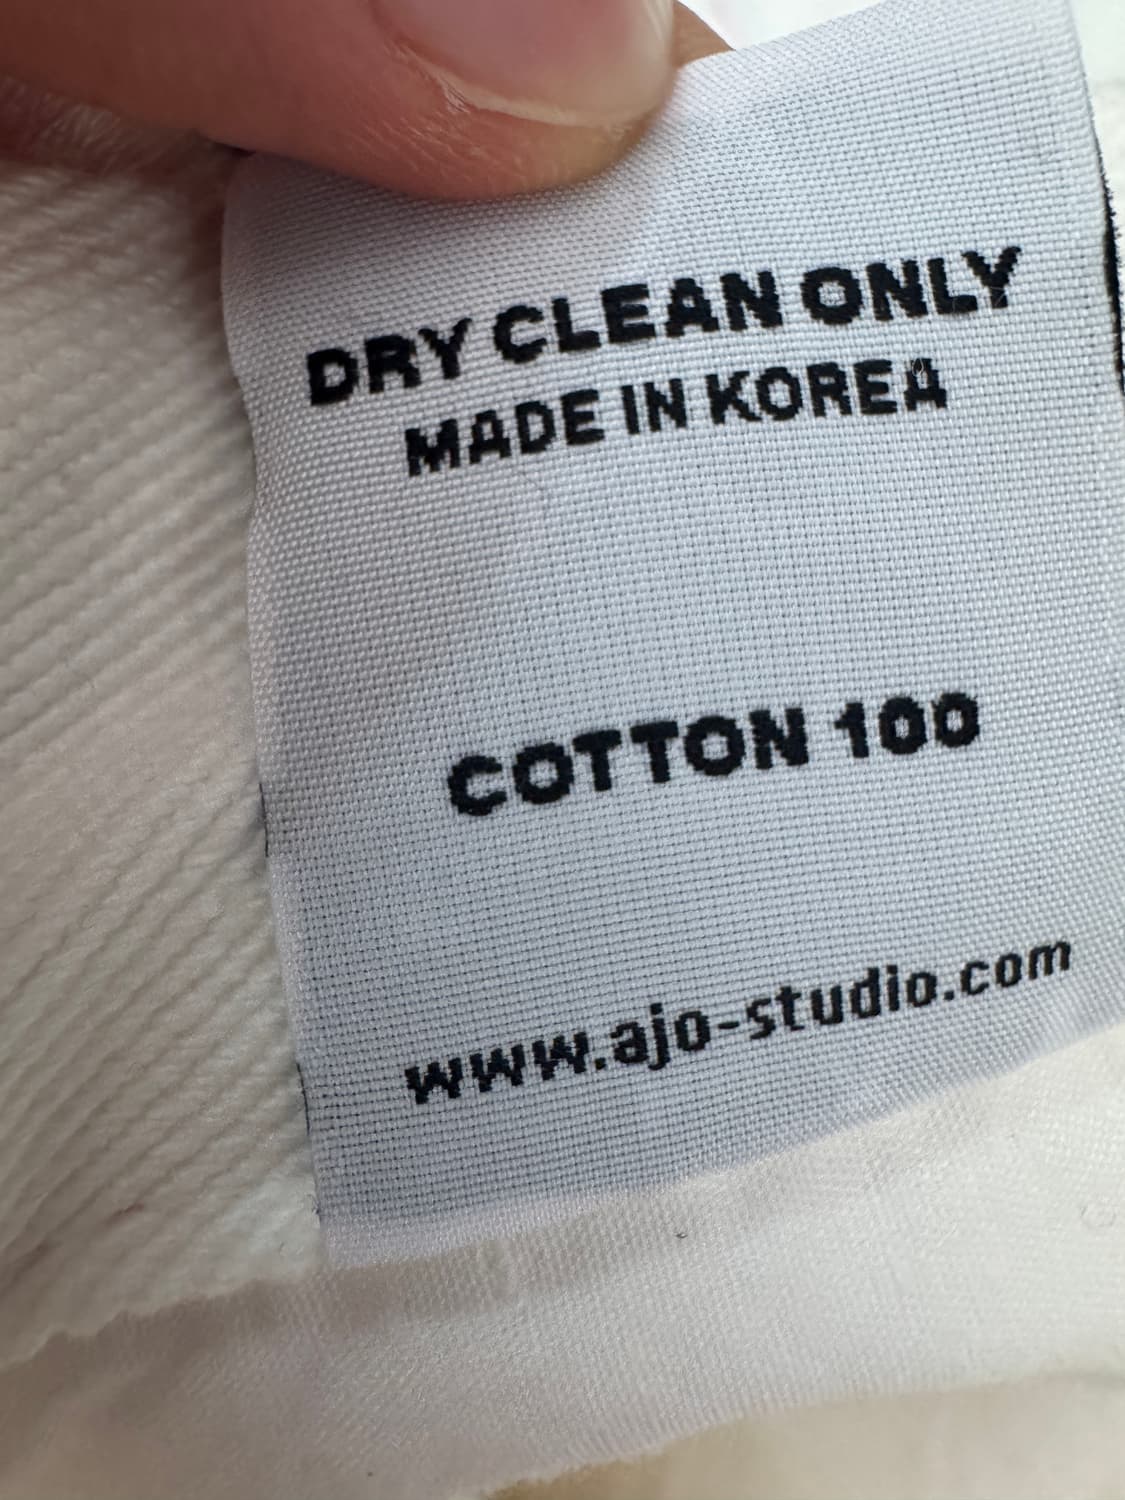 DRY CLEAN ONLY
MADE IN KOREA
COTTON 100
www.ajo-studio.com